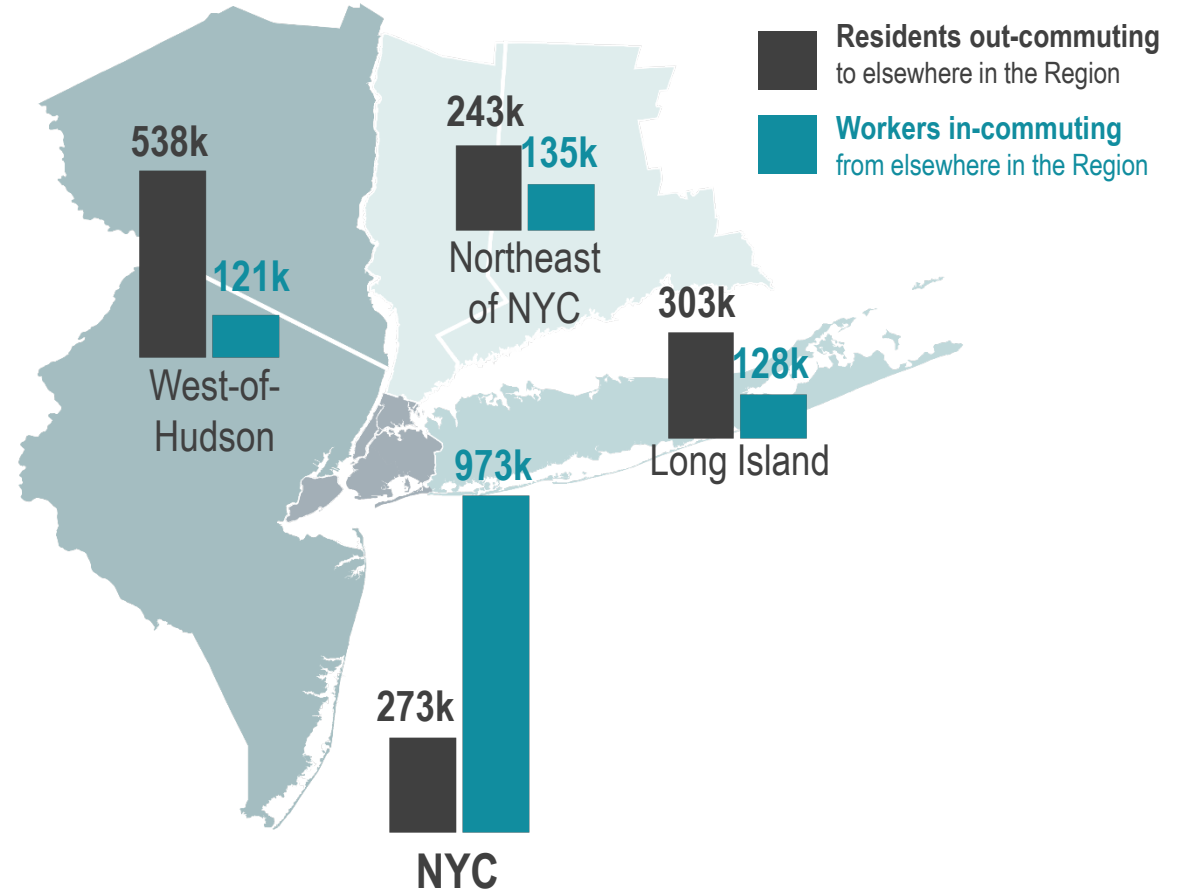 Residents out-commuting
to elsewhere in the Region
Workers in-commuting
from elsewhere in the Region
538k
121k
West-of-
Hudson
243k
135k
Northeast
of NYC
303k
128k
Long Island
973k
273k
NYC